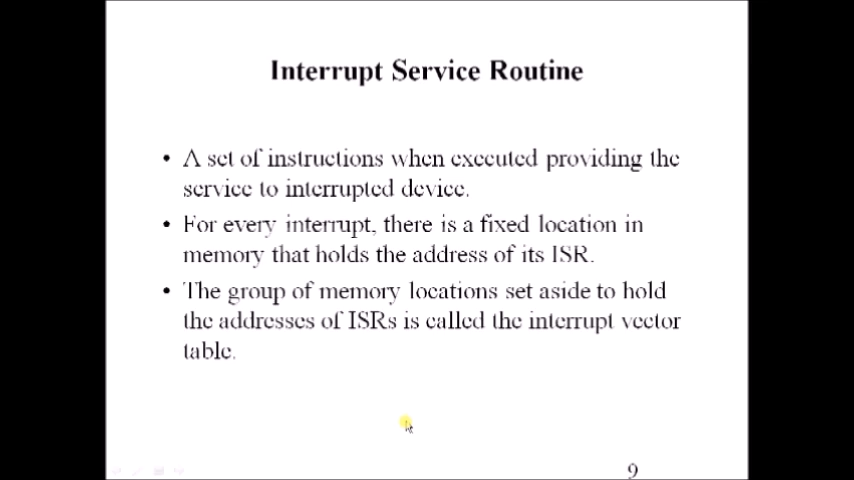 Interrupt Service Routine
• A set of instructions when executed providing the
service to interrupted device.
• For every interrupt, there is a fixed location in
memory that holds the address of its ISR.
• The group of memory locations set aside to hold
the addresses of ISRs is called the interrupt vector
table.
9